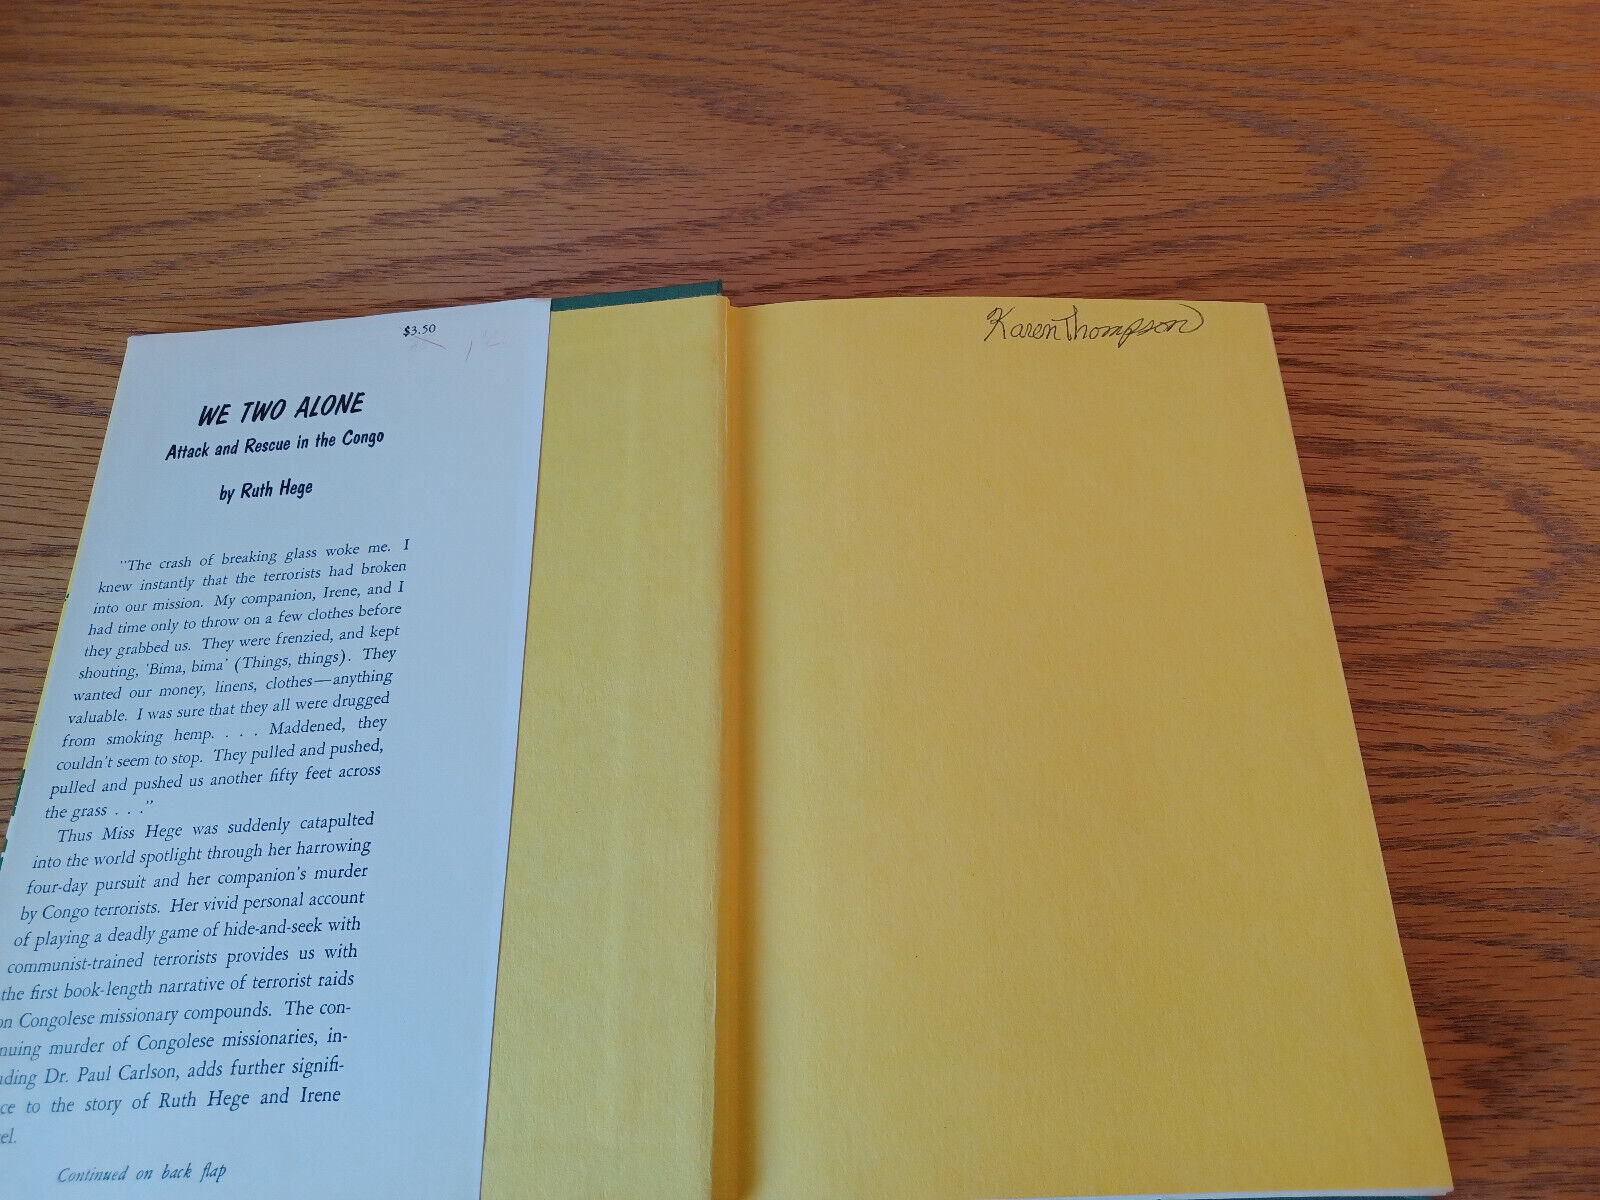 $3.50
WE TWO ALONE
Attack and Rescue in the Congo
by Ruth Hege
"The crash of breaking glass woke me. I
knew instantly that the terrorists had broken
into our mission. My companion, Irene, and I
had time only to throw on a few clothes before
they grabbed us. They were frenzied, and kept
shouting, 'Bima, bima' (Things, things). They
wanted our money, linens, clothes—anything
valuable. I was sure that they all were drugged
from smoking hemp. . . . Maddened, they
couldn't seem to stop. They pulled and pushed,
pulled and pushed us another fifty feet across
the grass . . ."
Thus Miss Hege was suddenly catapulted
into the world spotlight through her harrowing
four-day pursuit and her companion's murder
by Congo terrorists. Her vivid personal account
of playing a deadly game of hide-and-seek with
communist-trained terrorists provides us with
the first book-length narrative of terrorist raids
on Congolese missionary compounds. The con-
nuing murder of Congolese missionaries, in-
uding Dr. Paul Carlson, adds further signifi-
ce to the story of Ruth Hege and Irene
el.
Continued on back flap
Karen Thompson